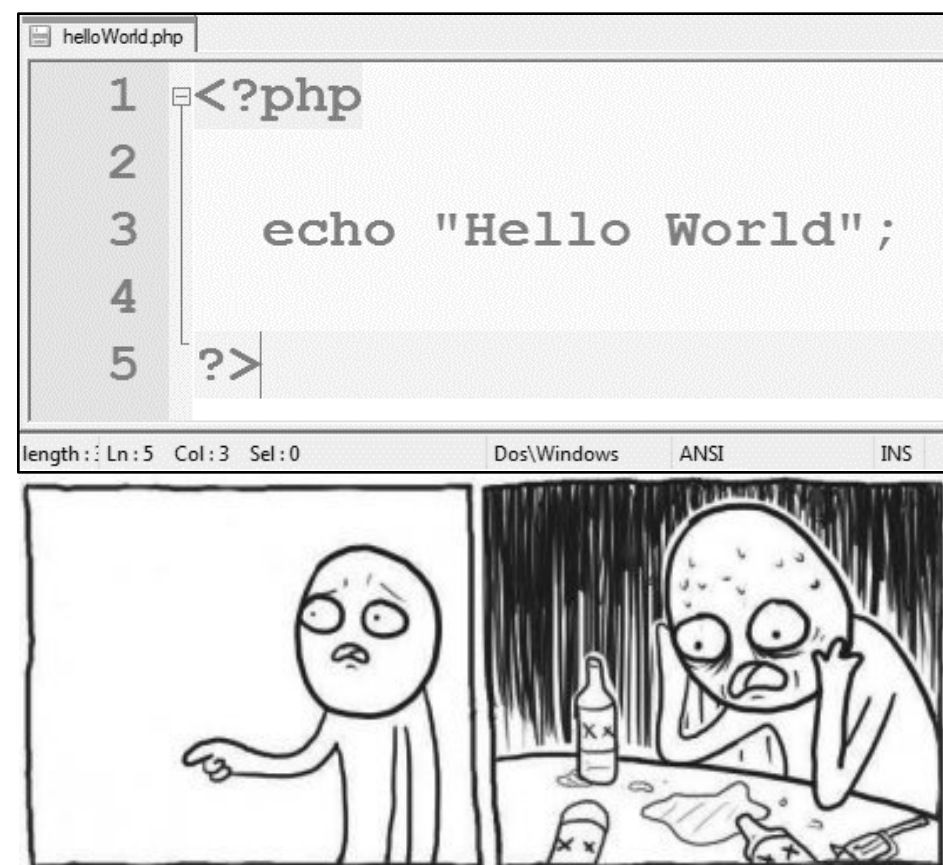 helloWorld.php
1 <?php
2
3 echo "Hello World";
4
5 ?>
length : Ln : 5 Col : 3 Sel : 0 Dos\Windows ANSI INS
x x
x x
x x